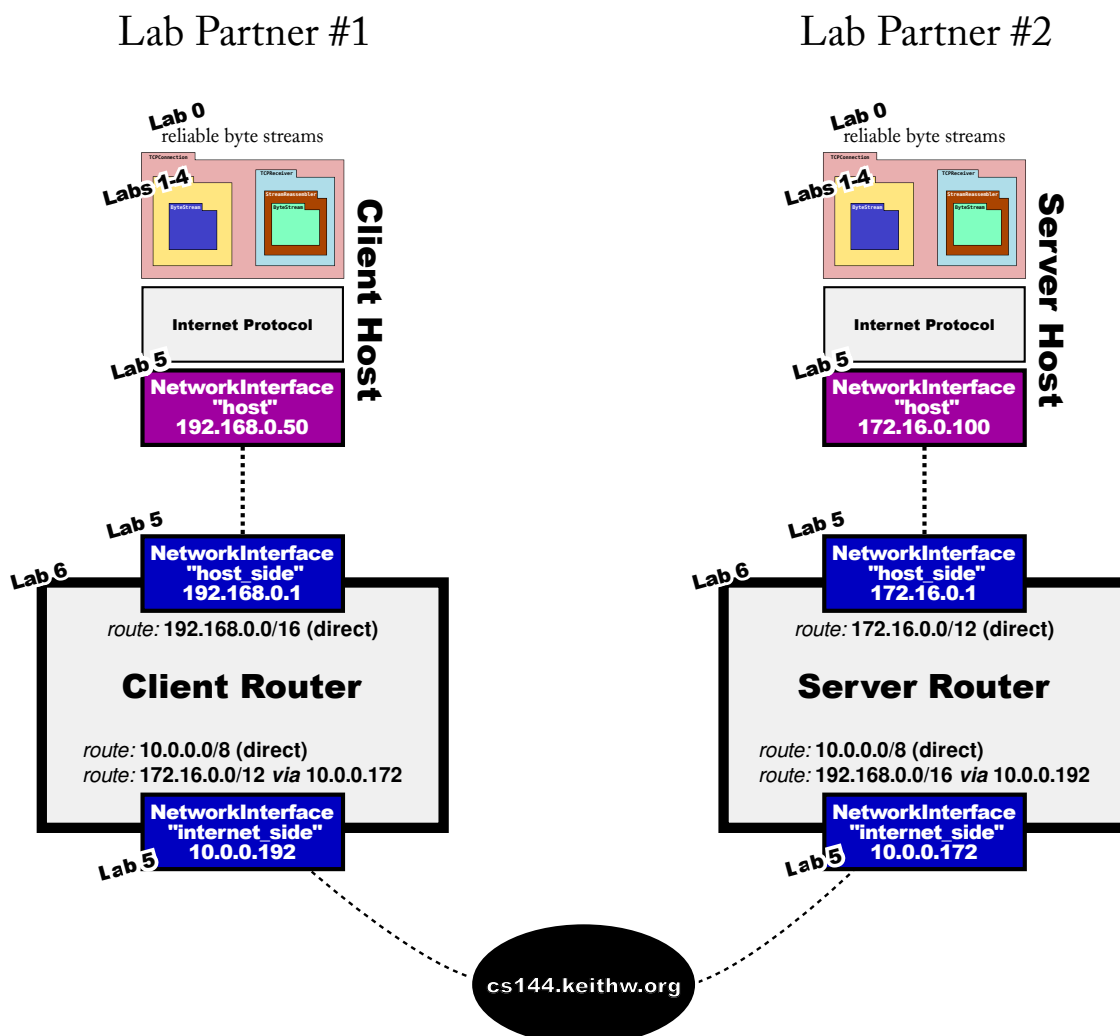 Lab Partner #1
Lab 0
reliable byte streams
TCPConnection
Labs 1-4
ByteStream
TCPReceiver
StreamReassembler
ByteStream
Client Host
Internet Protocol
Lab 5
NetworkInterface
"host"
192.168.0.50
Lab 5
NetworkInterface
"host_side"
192.168.0.1
Lab 6
route: 192.168.0.0/16 (direct)
Client Router
route: 10.0.0.0/8 (direct)
route: 172.16.0.0/12 via 10.0.0.172
NetworkInterface
"internet_side"
10.0.0.192
Lab 5
Lab Partner #2
Lab 0
reliable byte streams
TCPConnection
Labs 1-4
ByteStream
TCPReceiver
StreamReassembler
ByteStream
Server Host
Internet Protocol
Lab 5
NetworkInterface
"host"
172.16.0.100
Lab 5
NetworkInterface
"host_side"
172.16.0.1
Lab 6
route: 172.16.0.0/12 (direct)
Server Router
route: 10.0.0.0/8 (direct)
route: 192.168.0.0/16 via 10.0.0.192
NetworkInterface
"internet_side"
10.0.0.172
Lab 5
cs144.keithw.org